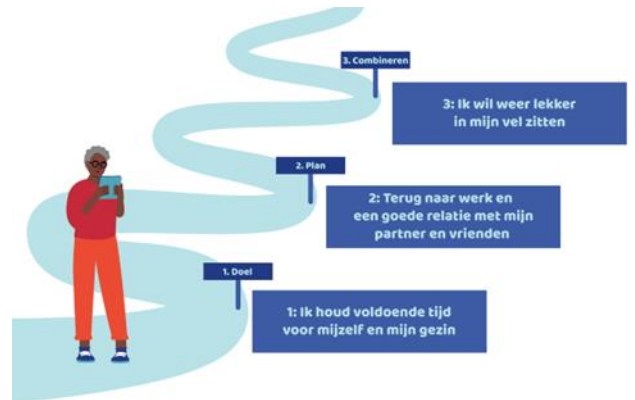 3. Combineren
3: Ik wil weer lekker
in mijn vel zitten
2. Plan
2: Terug naar werk en
een goede relatie met mijn
partner en vrienden
1. Doel
1: Ik houd voldoende tijd
voor mijzelf en mijn gezin